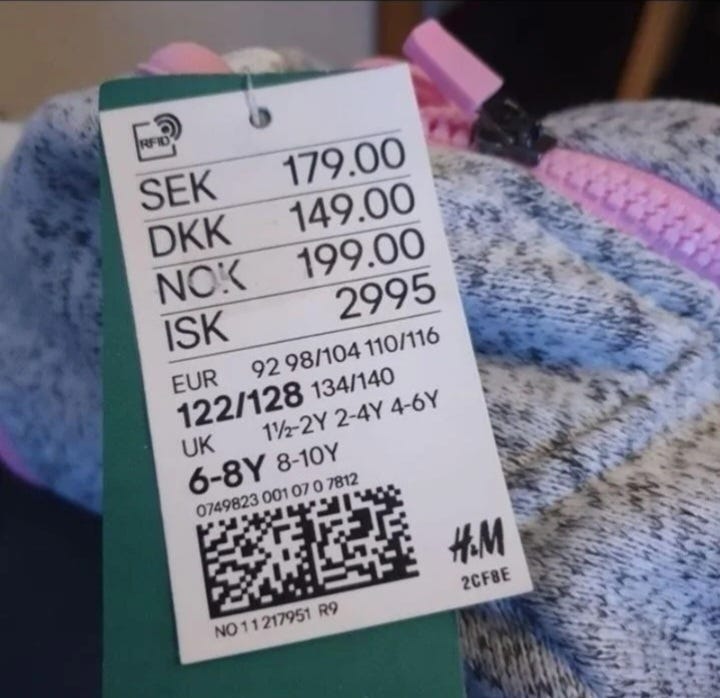 RFID
SEK 179.00
DKK 149.00
NOK 199.00
ISK 2995
EUR 92 98/104 110/116
122/128 134/140
UK 1½-2Y 2-4Y 4-6Y
6-8Y 8-10Y
0749823 001 07 0 7812
H&M
2CF8E
NO 1 1 217951 R9